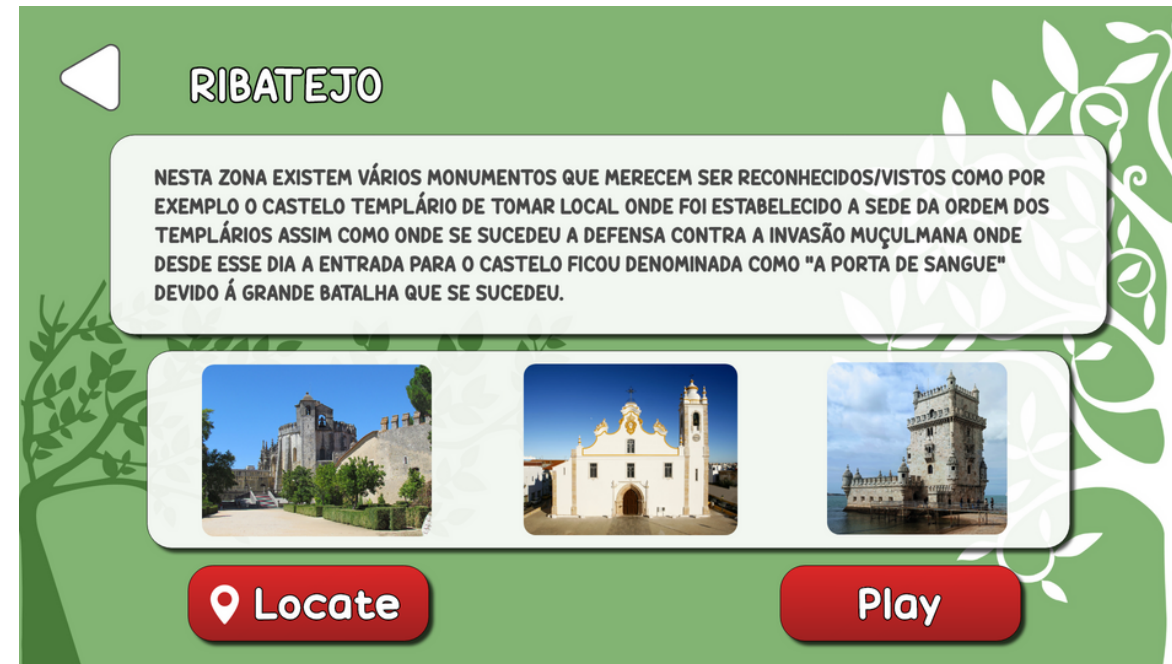 RIBATEJO
NESTA ZONA EXISTEM VÁRIOS MONUMENTOS QUE MERECEM SER RECONHECIDOS/VISTOS COMO POR
EXEMPLO O CASTELO TEMPLÁRIO DE TOMAR LOCAL ONDE FOI ESTABELECIDO A SEDE DA ORDEM DOS
TEMPLÁRIOS ASSIM COMO ONDE SE SUCEDEU A DEFENSA CONTRA A INVASÃO MUÇULMANA ONDE
DESDE ESSE DIA A ENTRADA PARA O CASTELO FICOU DENOMINADA COMO "A PORTA DE SANGUE"
DEVIDO Á GRANDE BATALHA QUE SE SUCEDEU.
Locate
Play